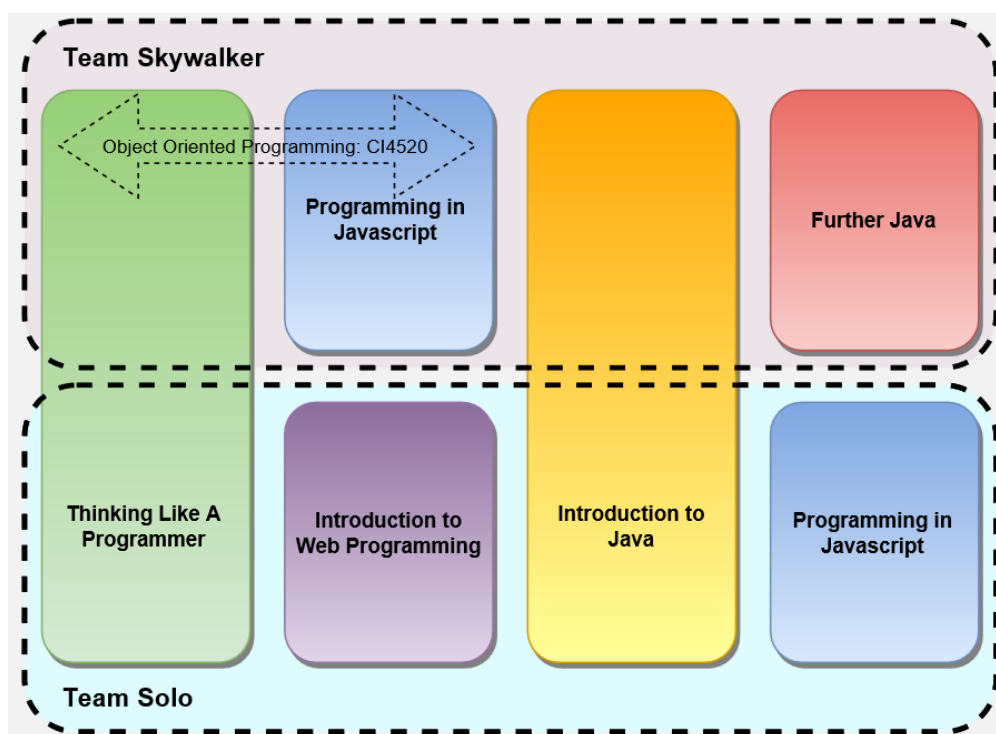 Team Skywalker
Object Oriented Programming: CI4520
Programming in
Javascript
Further Java
Thinking Like A
Programmer
Introduction to
Web Programming
Introduction to
Java
Programming in
Javascript
Team Solo